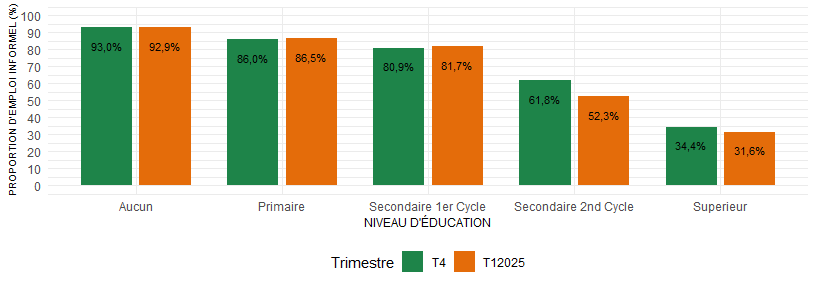 PROPORTION D'EMPLOI INFORMEL (%)
100
90
80
70
60
50
40
30
20
10
0
93,0% 92,9% 86,0% 86,5% 80,9% 81,7% 61,8% 52,3% 34,4% 31,6%
Aucun Primaire Secondaire 1er Cycle Secondaire 2nd Cycle Superieur
NIVEAU D'ÉDUCATION
Trimestre T4 T12025